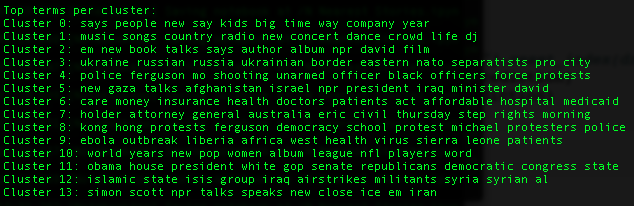 Top terms per cluster:
Cluster 0: says people new say kids big time way company year
Cluster 1: music songs country radio new concert dance crowd life dj
Cluster 2: em new book talks says author album npr david film
Cluster 3: ukraine russian russia ukrainian border eastern nato separatists pro city
Cluster 4: police ferguson mo shooting unarmed officer black officers force protests
Cluster 5: new gaza talks afghanistan israel npr president iraq minister david
Cluster 6: care money insurance health doctors patients act affordable hospital medicaid
Cluster 7: holder attorney general australia eric civil thursday step rights morning
Cluster 8: kong hong protests ferguson democracy school protest michael protesters police
Cluster 9: ebola outbreak liberia africa west health virus sierra leone patients
Cluster 10: world years new pop women album league nfl players word
Cluster 11: obama house president white gop senate republicans democratic congress state
Cluster 12: islamic state isis group iraq airstrikes militants syria syrian al
Cluster 13: simon scott npr talks speaks new close ice em iran